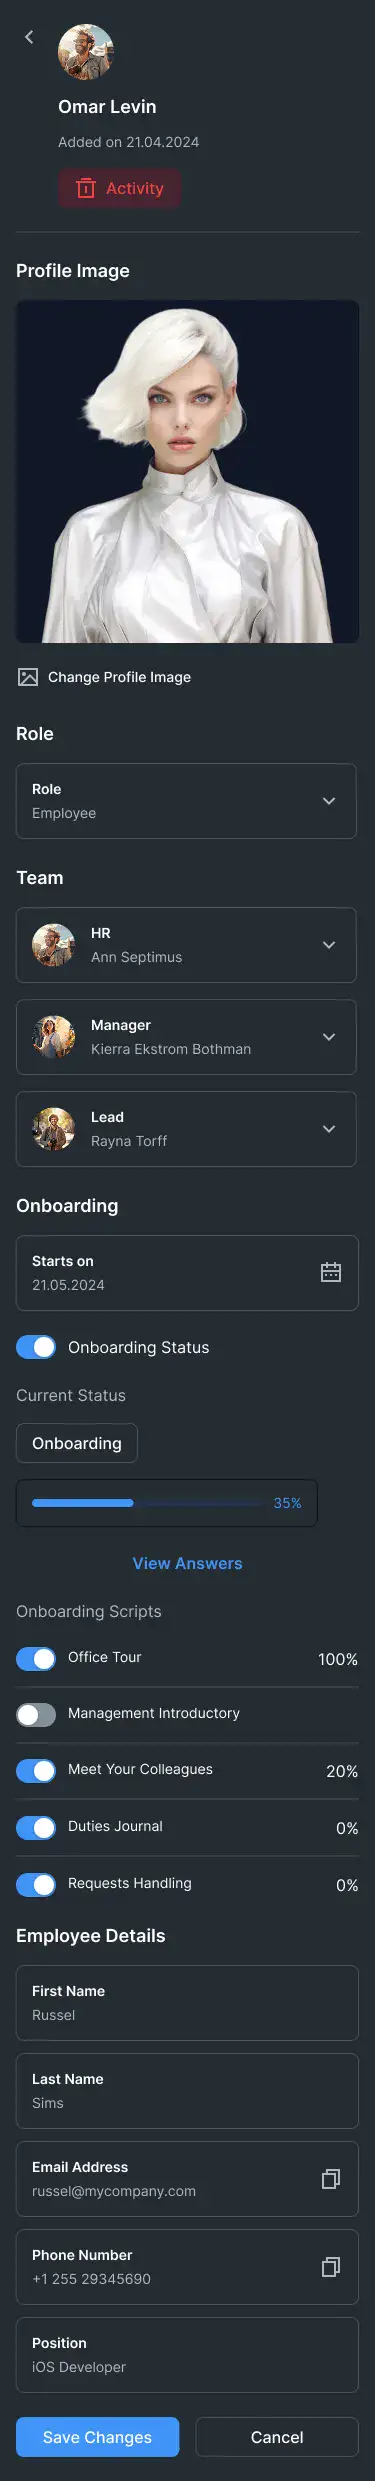 Omar Levin
Added on 21.04.2024
Activity
Profile Image
Change Profile Image
Role
Role
Employee
Team
HR
Ann Septimus
Manager
Kierra Ekstrom Bothman
Lead
Rayna Torff
Onboarding
Starts on
21.05.2024
Onboarding Status
Current Status
Onboarding
35%
View Answers
Onboarding Scripts
Office Tour 100%
Management Introductory
Meet Your Colleagues 20%
Duties Journal 0%
Requests Handling 0%
Employee Details
First Name
Russel
Last Name
Sims
Email Address
russel@mycompany.com
Phone Number
+1 255 29345690
Position
iOS Developer
Save Changes Cancel